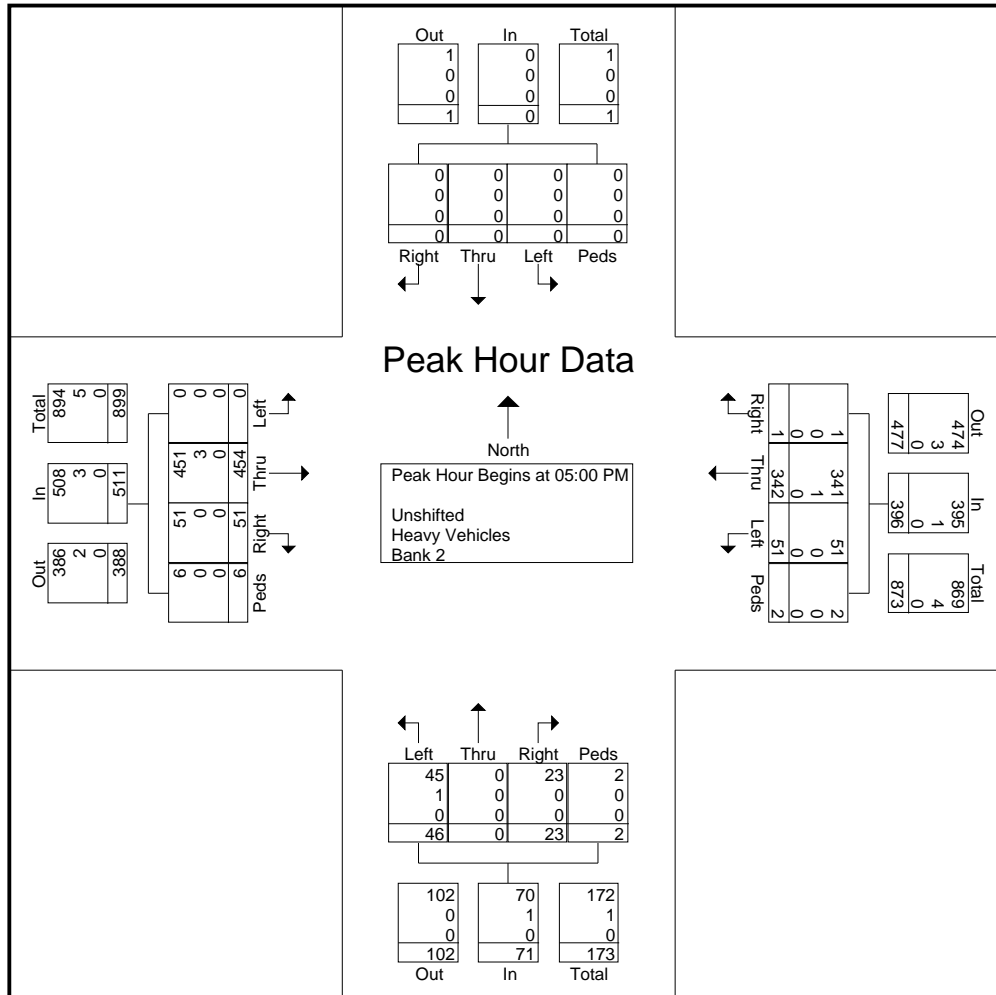 Out In Total
1 0 1
0 0 0
0 0 0
1 0 1
0 0 0 0
0 0 0 0
0 0 0 0
0 0 0 0
Right Thru Left Peds
Peak Hour Data
Out In Total
386 508 894
2 3 5
0 0 0
388 511 899
6 51 451 0
0 0 3 0
0 0 0 0
6 51 454 0
Peds Right Thru Left
North
Peak Hour Begins at 05:00 PM
Unshifted
Heavy Vehicles
Bank 2
Out In Total
474 395 869
3 1 4
0 0 0
477 396 873
1 341 51 2
0 1 0 0
0 0 0 0
1 342 51 2
Right Thru Left Peds
Left Thru Right Peds
45 0 23 2
1 0 0 0
0 0 0 0
46 0 23 2
102 70 172
0 1 1
0 0 0
102 71 173
Out In Total